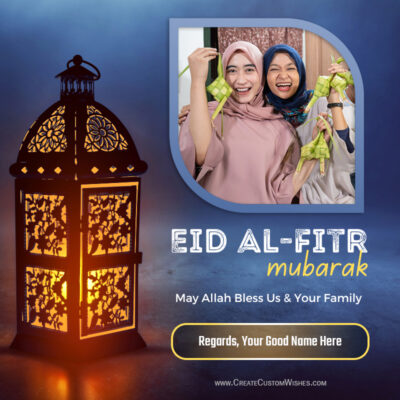 EID AL-FITR
mubarak
May Allah Bless Us & Your Family
Regards, Your Good Name Here
www.CreateCustomWishes.com